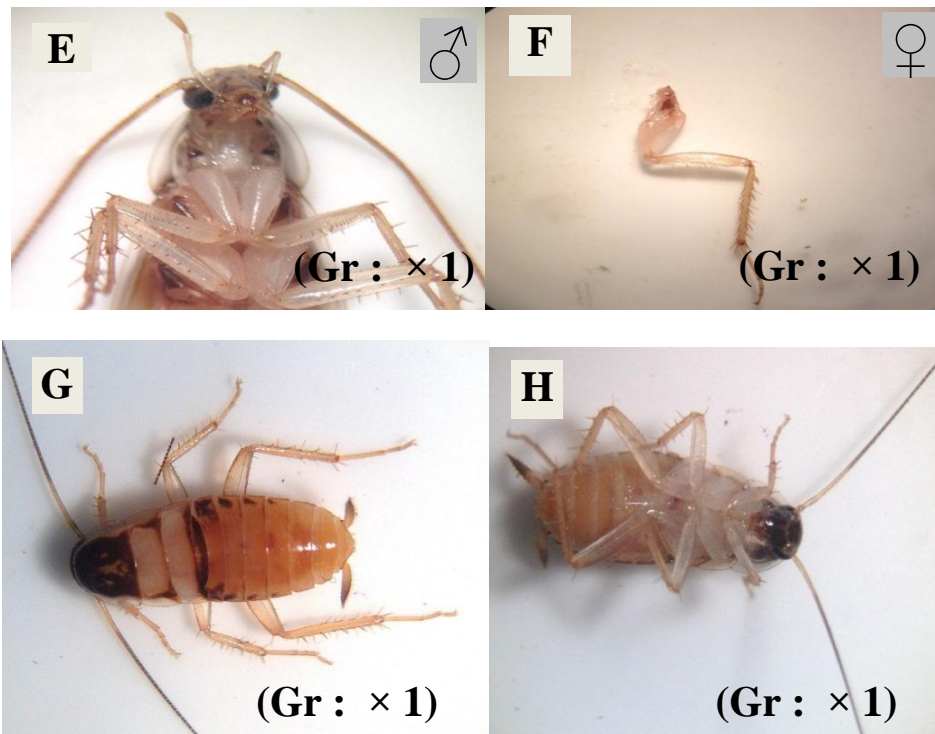 E
♂
F
♀
(Gr : × 1)
(Gr : × 1)
G
H
(Gr : × 1)
(Gr : × 1)